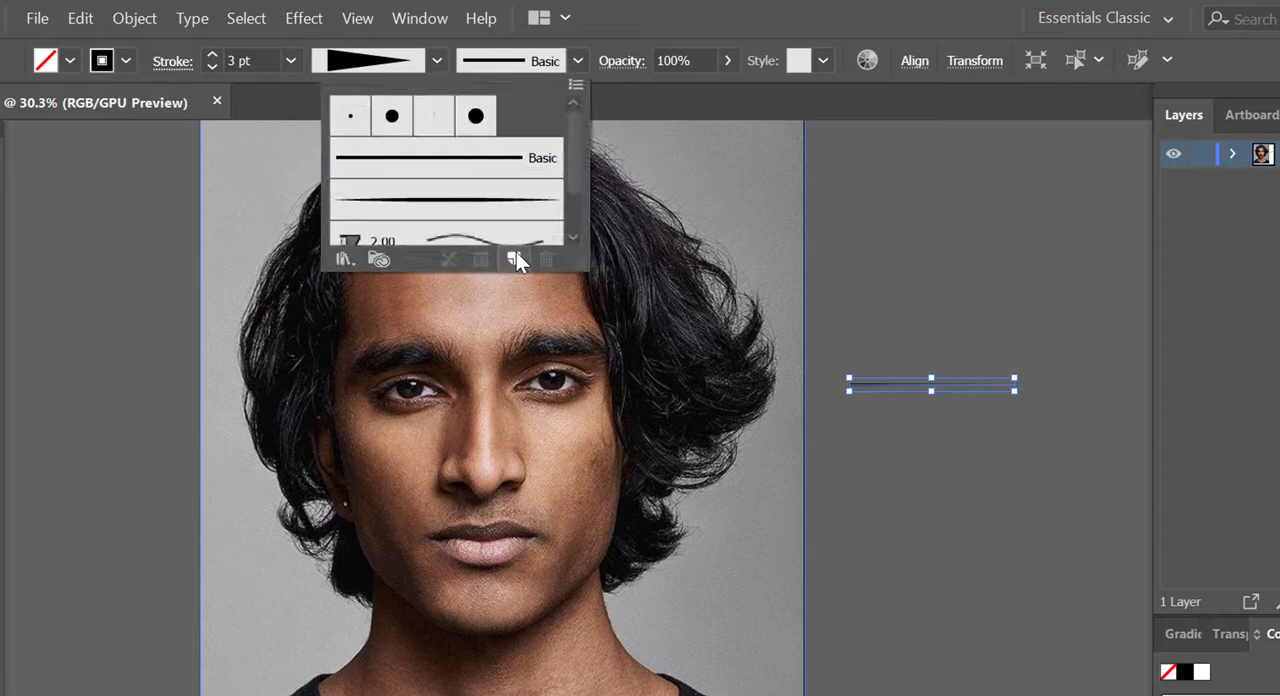 File Edit Object Type Select Effect View Window Help Essentials Classic Search
Stroke: 3 pt Basic Opacity: 100% Style: Align Transform
@ 30.3% (RGB/GPU Preview) × Layers Artboard
Basic
2.00
1 Layer
Gradie Transp Co